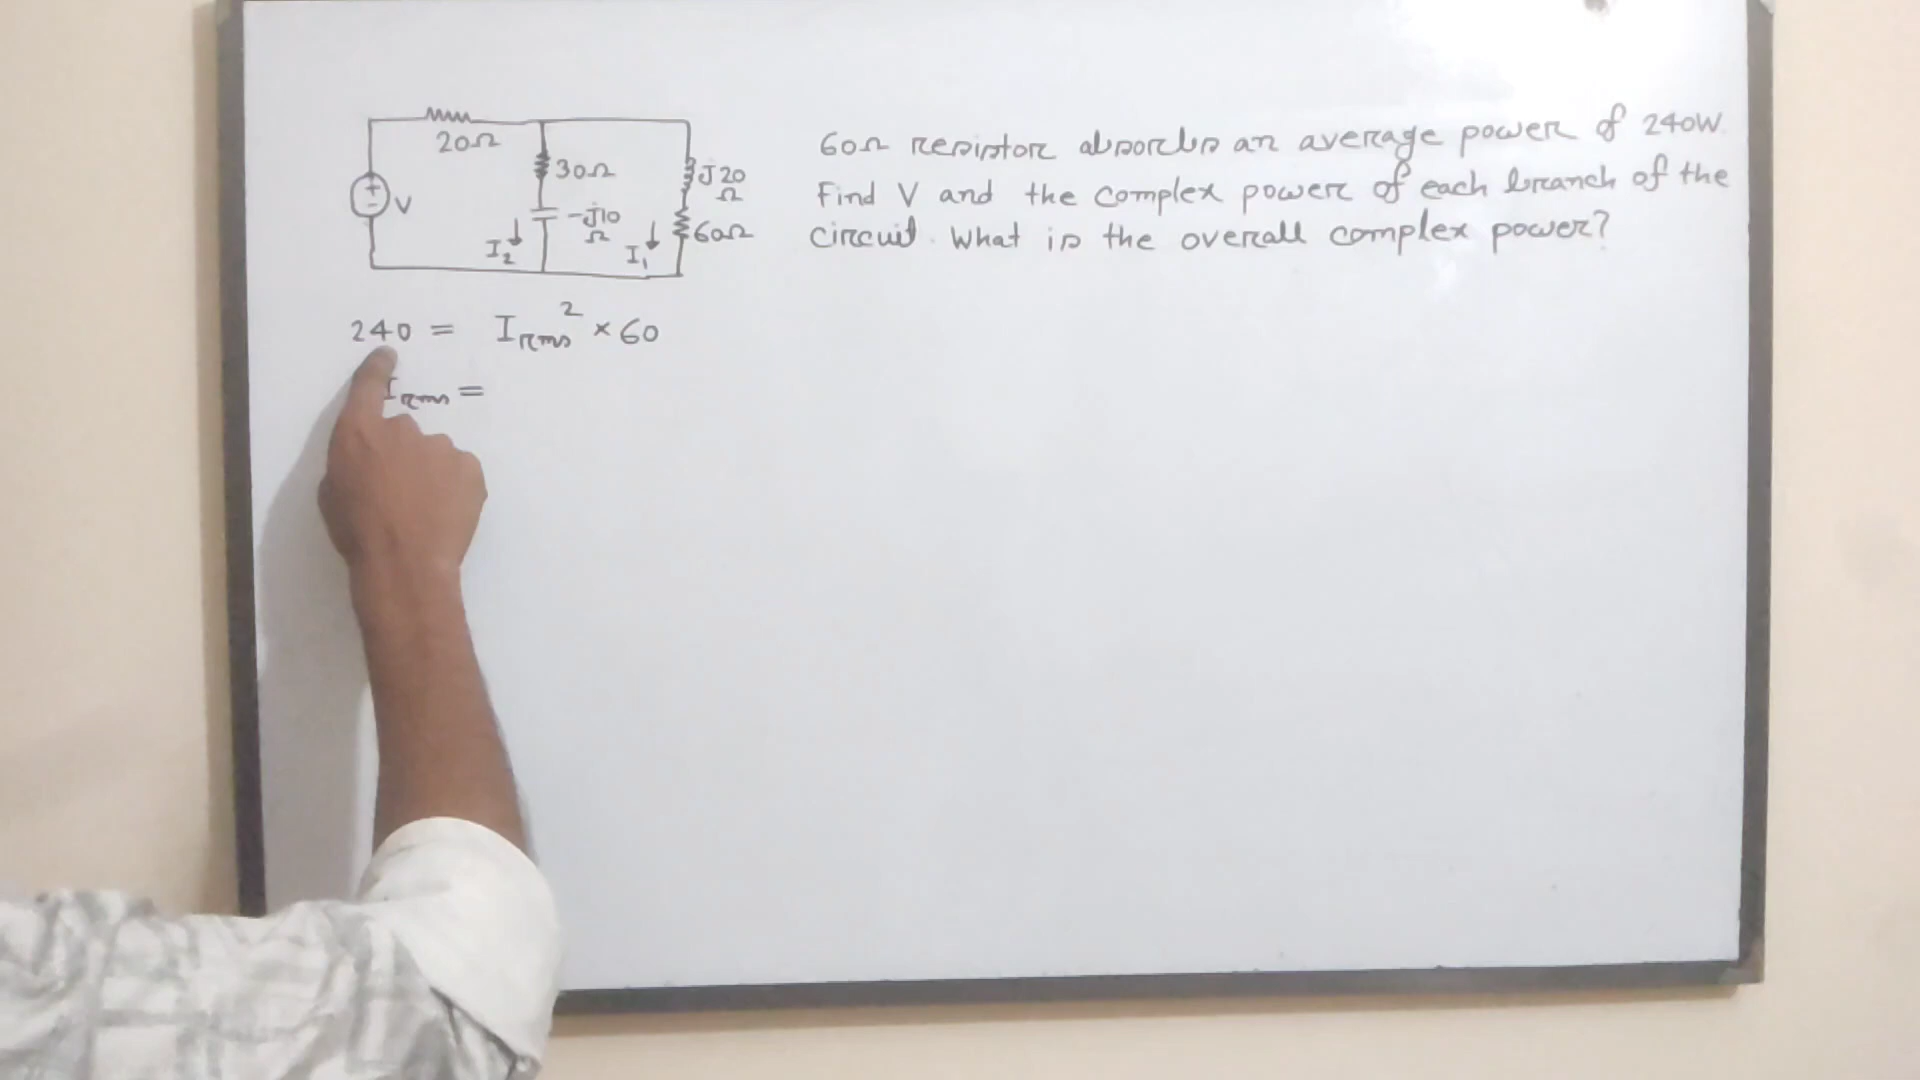 20Ω
30Ω
J20
Ω
+
-
V
-J10
Ω
60Ω
I₂
I₁
60Ω resistor absorbs an average power of 240W.
Find V and the complex power of each branch of the
circuit. What is the overall complex power?
240 = Irms² × 60
Irms =